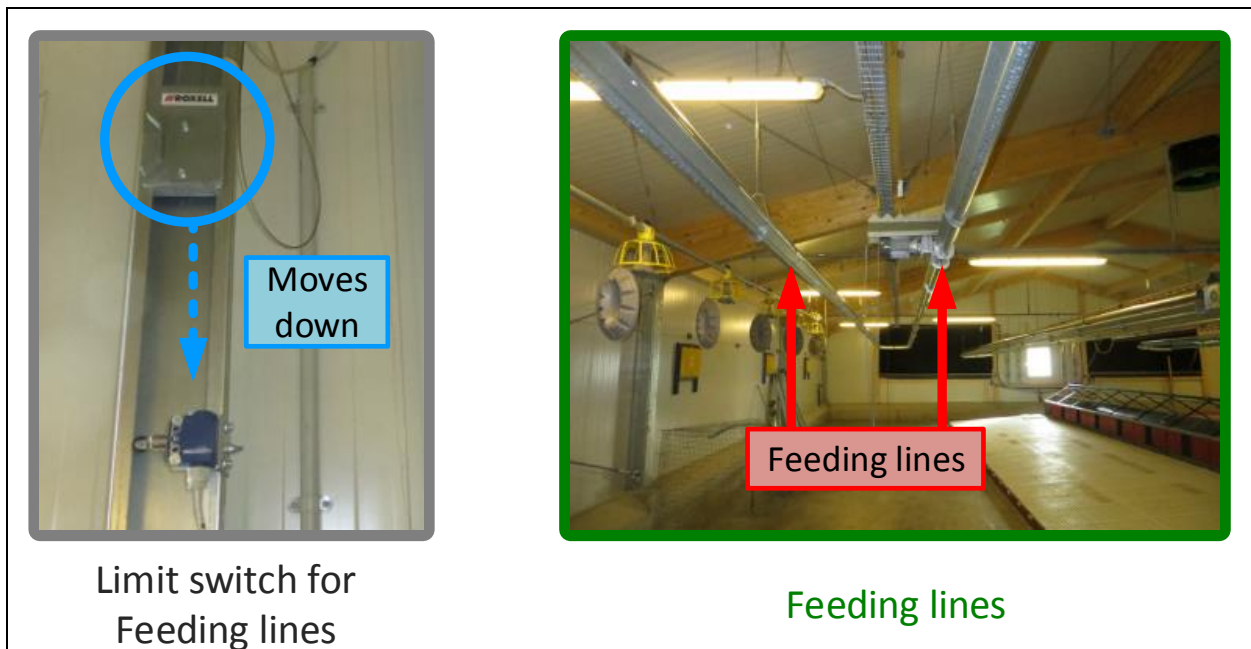 ROXELL
Moves
down
Feeding lines
Limit switch for
Feeding lines
Feeding lines